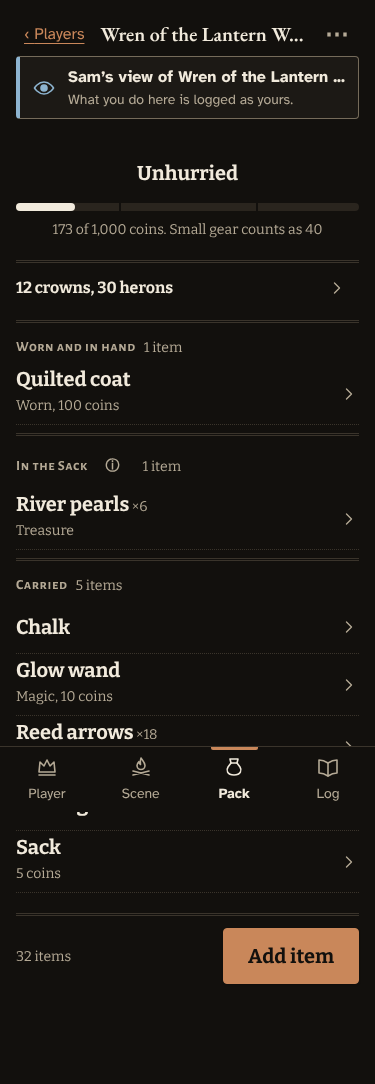 ‹ Players Wren of the Lantern W...
Sam's view of Wren of the Lantern ...
What you do here is logged as yours.
Unhurried
173 of 1,000 coins. Small gear counts as 40
12 crowns, 30 herons
Worn and in hand 1 item
Quilted coat
Worn, 100 coins
In the Sack 1 item
River pearls ×6
Treasure
Carried 5 items
Chalk
Glow wand
Magic, 10 coins
Reed arrows ×18
Player Scene Pack Log
Sack
5 coins
32 items Add item